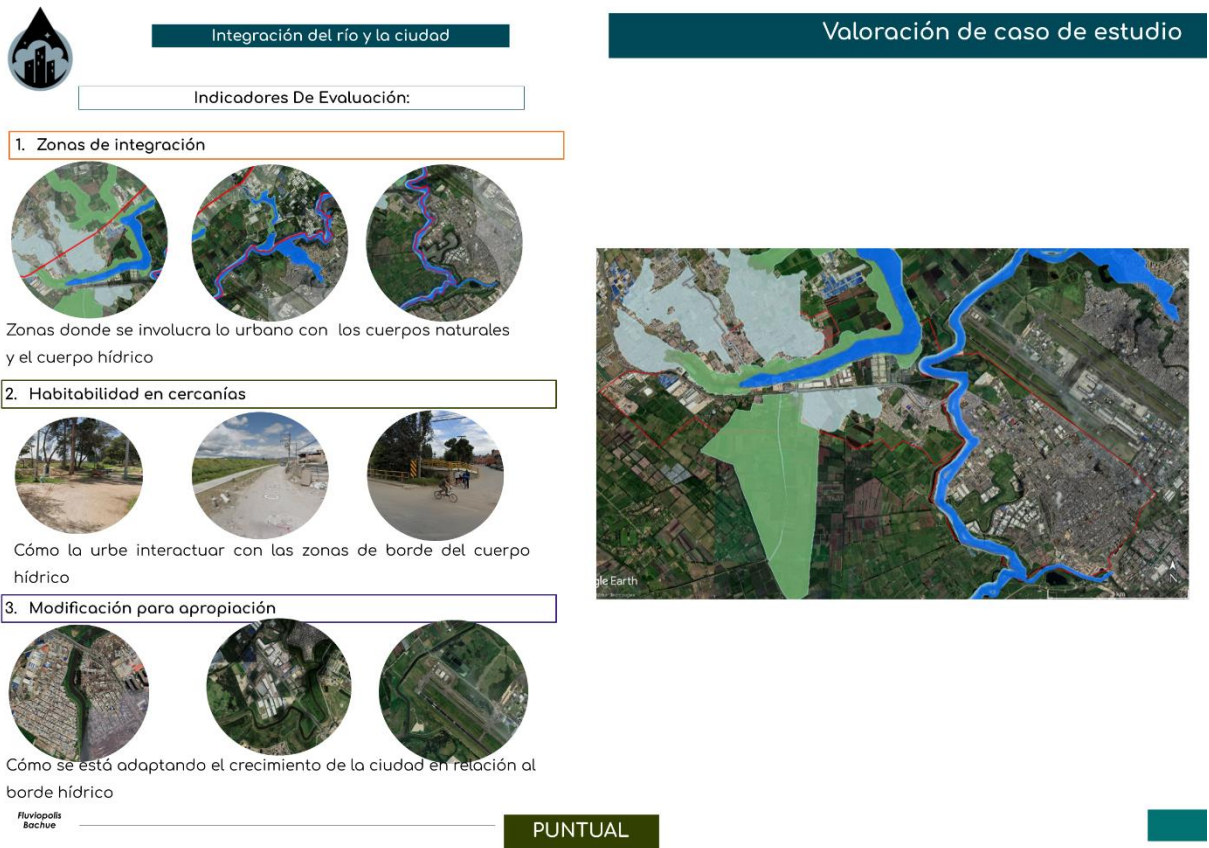 Integración del río y la ciudad
Valoración de caso de estudio
Indicadores De Evaluación:
1. Zonas de integración
Zonas donde se involucra lo urbano con los cuerpos naturales
y el cuerpo hídrico
2. Habitabilidad en cercanías
Cómo la urbe interactuar con las zonas de borde del cuerpo
hídrico
3. Modificación para apropiación
Cómo se está adaptando el crecimiento de la ciudad en relación al
borde hídrico
gle Earth
N
Fluviopolis
Bachue
PUNTUAL